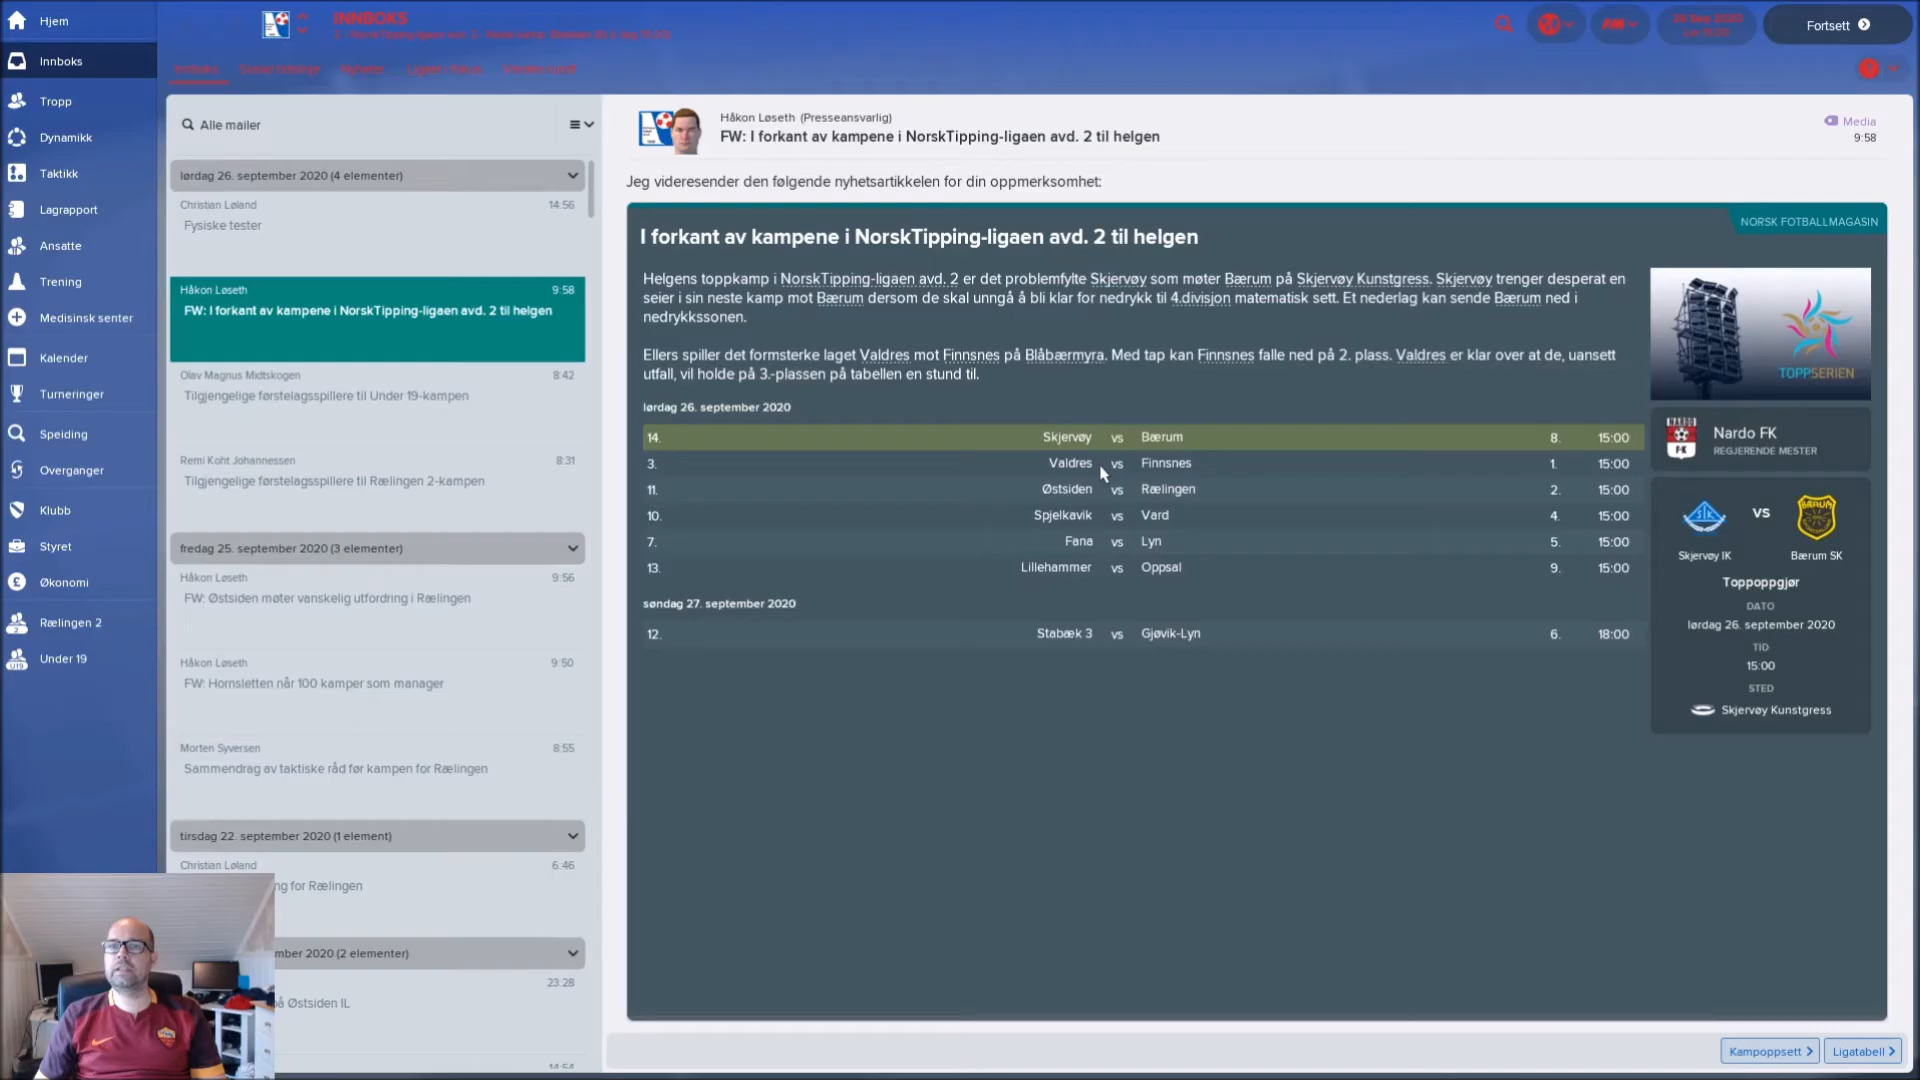 Hjem
Innboks
Tropp
Dynamikk
Taktikk
Lagrapport
Ansatte
Trening
Medisinsk senter
Kalender
Turneringer
Speiding
Overganger
Klubb
Styret
Økonomi
Rælingen 2
Under 19
INNBOKS
Innboks
Nyheter
Fortsett
Alle mailer
lørdag 26. september 2020 (4 elementer)
Christian Løland 14:56
Fysiske tester
Håkon Løseth 9:58
FW: I forkant av kampene i NorskTipping-ligaen avd. 2 til helgen
Olav Magnus Midtskogen 8:42
Tilgjengelige førstelagsspillere til Under 19-kampen
Remi Koht Johannessen 8:31
Tilgjengelige førstelagsspillere til Rælingen 2-kampen
fredag 25. september 2020 (3 elementer)
Håkon Løseth 9:56
FW: Østsiden møter vanskelig utfordring i Rælingen
Håkon Løseth 9:50
FW: Hornsletten når 100 kamper som manager
Morten Syversen 8:55
Sammendrag av taktiske råd før kampen for Rælingen
tirsdag 22. september 2020 (1 element)
Christian Løland 6:46
ng for Rælingen
mber 2020 (2 elementer)
23:28
på Østsiden IL
14:54
Håkon Løseth (Presseansvarlig)
FW: I forkant av kampene i NorskTipping-ligaen avd. 2 til helgen
Media
9:58
Jeg videresender den følgende nyhetsartikkelen for din oppmerksomhet:
NORSK FOTBALLMAGASIN
I forkant av kampene i NorskTipping-ligaen avd. 2 til helgen
Helgens toppkamp i NorskTipping-ligaen avd. 2 er det problemfylte Skjervøy som møter Bærum på Skjervøy Kunstgress. Skjervøy trenger desperat en
seier i sin neste kamp mot Bærum dersom de skal unngå å bli klar for nedrykk til 4.divisjon matematisk sett. Et nederlag kan sende Bærum ned i
nedrykkssonen.
Ellers spiller det formsterke laget Valdres mot Finnsnes på Blåbærmyra. Med tap kan Finnsnes falle ned på 2. plass. Valdres er klar over at de, uansett
utfall, vil holde på 3.-plassen på tabellen en stund til.
lørdag 26. september 2020
14. Skjervøy vs Bærum 8. 15:00
3. Valdres vs Finnsnes 1. 15:00
11. Østsiden vs Rælingen 2. 15:00
10. Spjelkavik vs Vard 4. 15:00
7. Fana vs Lyn 5. 15:00
13. Lillehammer vs Oppsal 9. 15:00
søndag 27. september 2020
12. Stabæk 3 vs Gjøvik-Lyn 6. 18:00
TOPPSERIEN
NARDO
FK
Nardo FK
REGJERENDE MESTER
SIK
vs
BÆRUM
Skjervøy IK
Bærum SK
Toppoppgjør
DATO
lørdag 26. september 2020
TID
15:00
STED
Skjervøy Kunstgress
Kampoppsett
Ligatabell